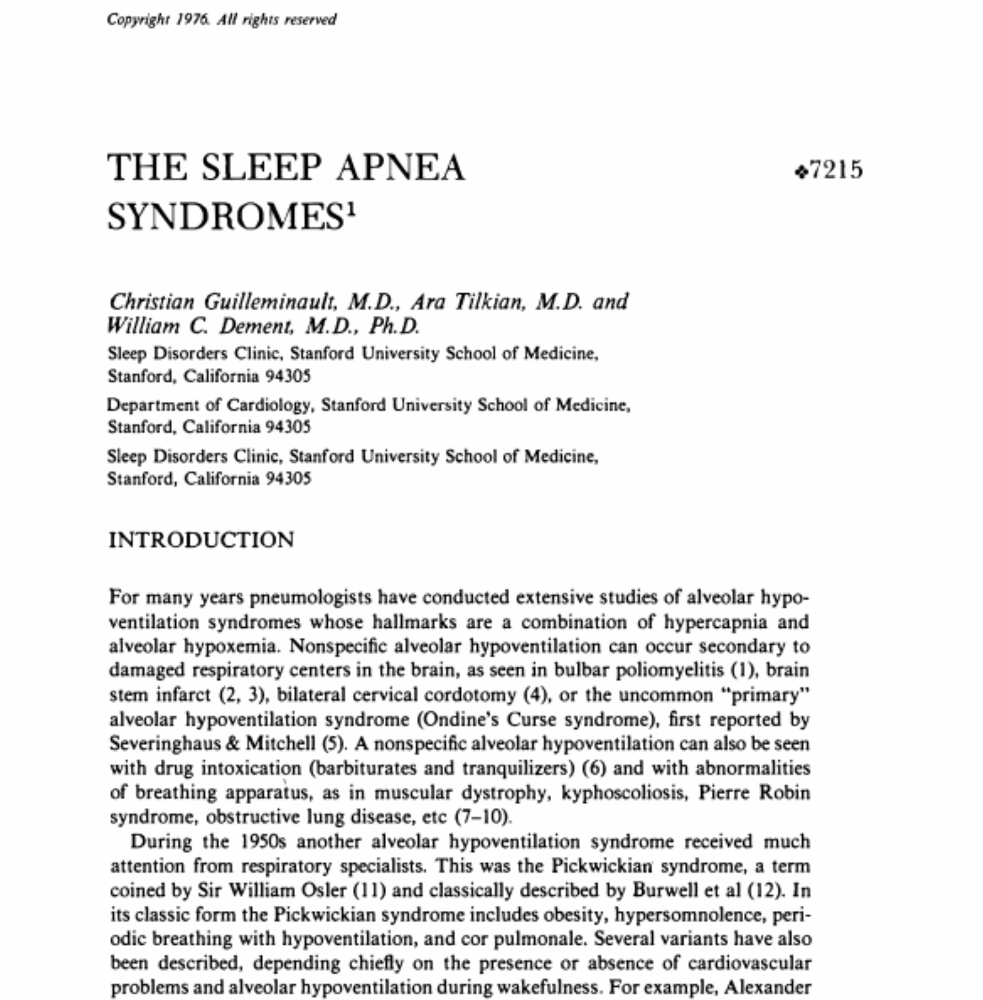 Copyright 1976. All rights reserved
THE SLEEP APNEA
SYNDROMES¹
❖7215
Christian Guilleminault, M.D., Ara Tilkian, M.D. and
William C. Dement, M.D., Ph.D.
Sleep Disorders Clinic, Stanford University School of Medicine,
Stanford, California 94305
Department of Cardiology, Stanford University School of Medicine,
Stanford, California 94305
Sleep Disorders Clinic, Stanford University School of Medicine,
Stanford, California 94305
INTRODUCTION
For many years pneumologists have conducted extensive studies of alveolar hypo-
ventilation syndromes whose hallmarks are a combination of hypercapnia and
alveolar hypoxemia. Nonspecific alveolar hypoventilation can occur secondary to
damaged respiratory centers in the brain, as seen in bulbar poliomyelitis (1), brain
stem infarct (2, 3), bilateral cervical cordotomy (4), or the uncommon “primary”
alveolar hypoventilation syndrome (Ondine’s Curse syndrome), first reported by
Severinghaus & Mitchell (5). A nonspecific alveolar hypoventilation can also be seen
with drug intoxication (barbiturates and tranquilizers) (6) and with abnormalities
of breathing apparatus, as in muscular dystrophy, kyphoscoliosis, Pierre Robin
syndrome, obstructive lung disease, etc (7–10).
During the 1950s another alveolar hypoventilation syndrome received much
attention from respiratory specialists. This was the Pickwickian syndrome, a term
coined by Sir William Osler (11) and classically described by Burwell et al (12). In
its classic form the Pickwickian syndrome includes obesity, hypersomnolence, peri-
odic breathing with hypoventilation, and cor pulmonale. Several variants have also
been described, depending chiefly on the presence or absence of cardiovascular
problems and alveolar hypoventilation during wakefulness. For example, Alexander